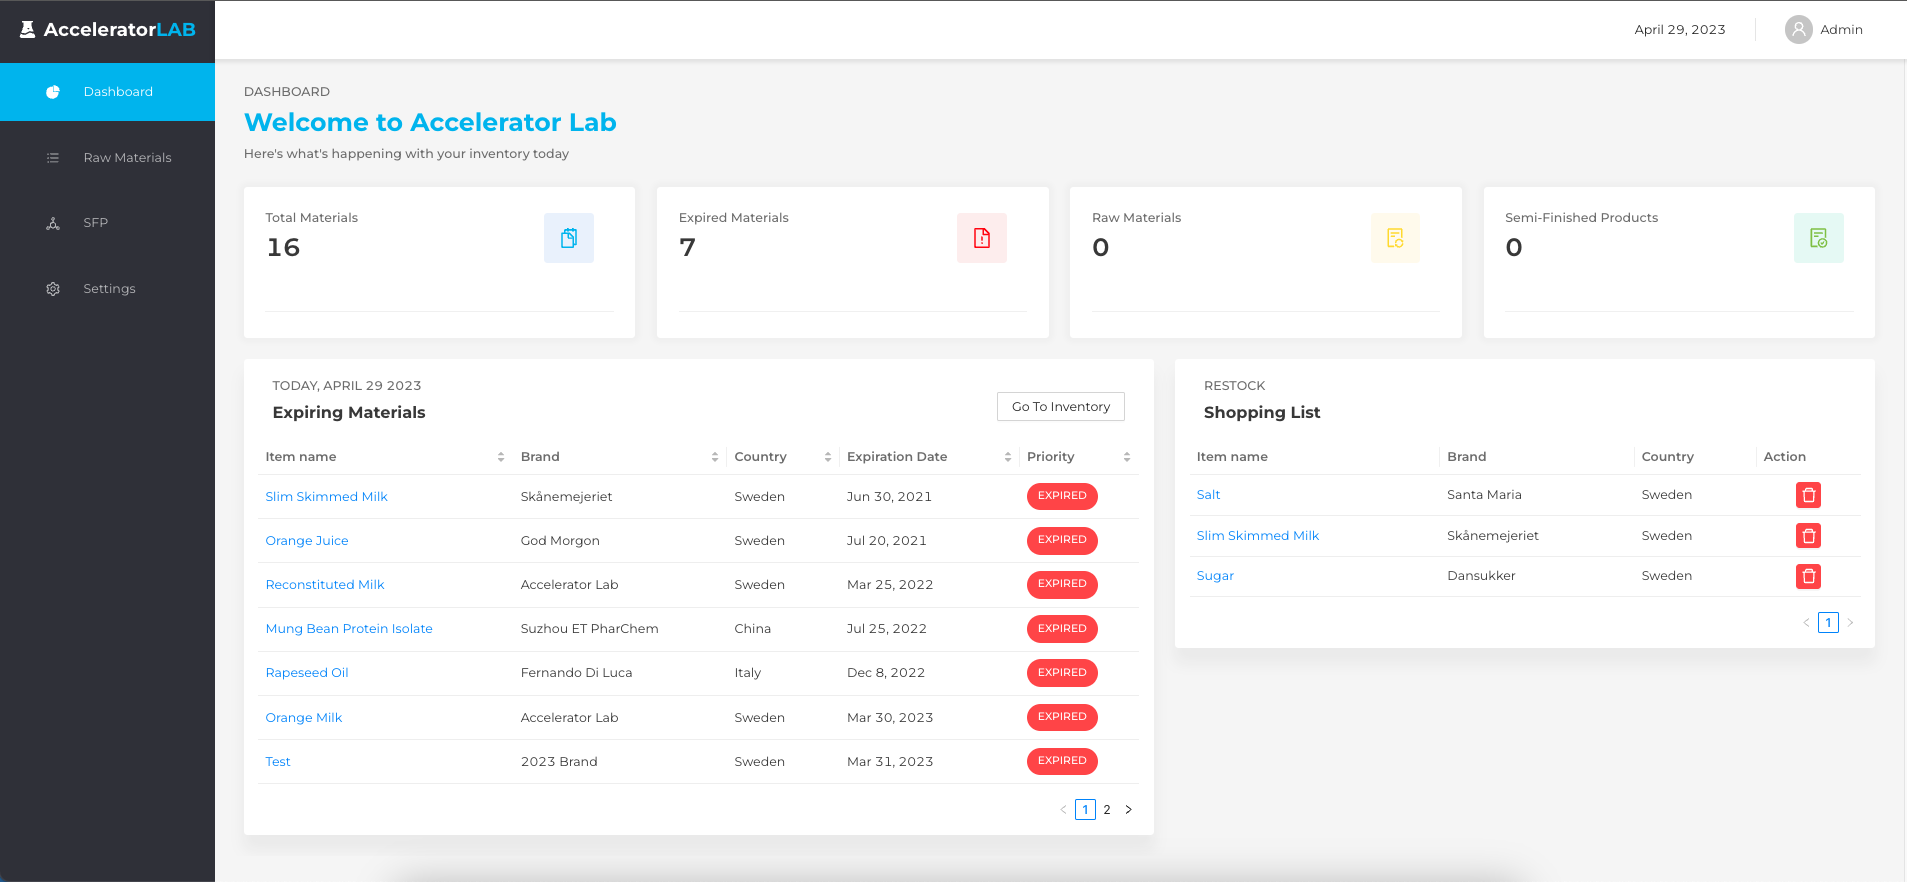 AcceleratorLAB
April 29, 2023
Admin
Dashboard
Raw Materials
SFP
Settings
DASHBOARD
Welcome to Accelerator Lab
Here's what's happening with your inventory today
Total Materials
16
Expired Materials
7
Raw Materials
0
Semi-Finished Products
0
TODAY, APRIL 29 2023
Expiring Materials
Go To Inventory
Item name Brand Country Expiration Date Priority
Slim Skimmed Milk Skånemejeriet Sweden Jun 30, 2021 EXPIRED
Orange Juice God Morgon Sweden Jul 20, 2021 EXPIRED
Reconstituted Milk Accelerator Lab Sweden Mar 25, 2022 EXPIRED
Mung Bean Protein Isolate Suzhou ET PharChem China Jul 25, 2022 EXPIRED
Rapeseed Oil Fernando Di Luca Italy Dec 8, 2022 EXPIRED
Orange Milk Accelerator Lab Sweden Mar 30, 2023 EXPIRED
Test 2023 Brand Sweden Mar 31, 2023 EXPIRED
< 1 2 >
RESTOCK
Shopping List
Item name Brand Country Action
Salt Santa Maria Sweden
Slim Skimmed Milk Skånemejeriet Sweden
Sugar Dansukker Sweden
< 1 >